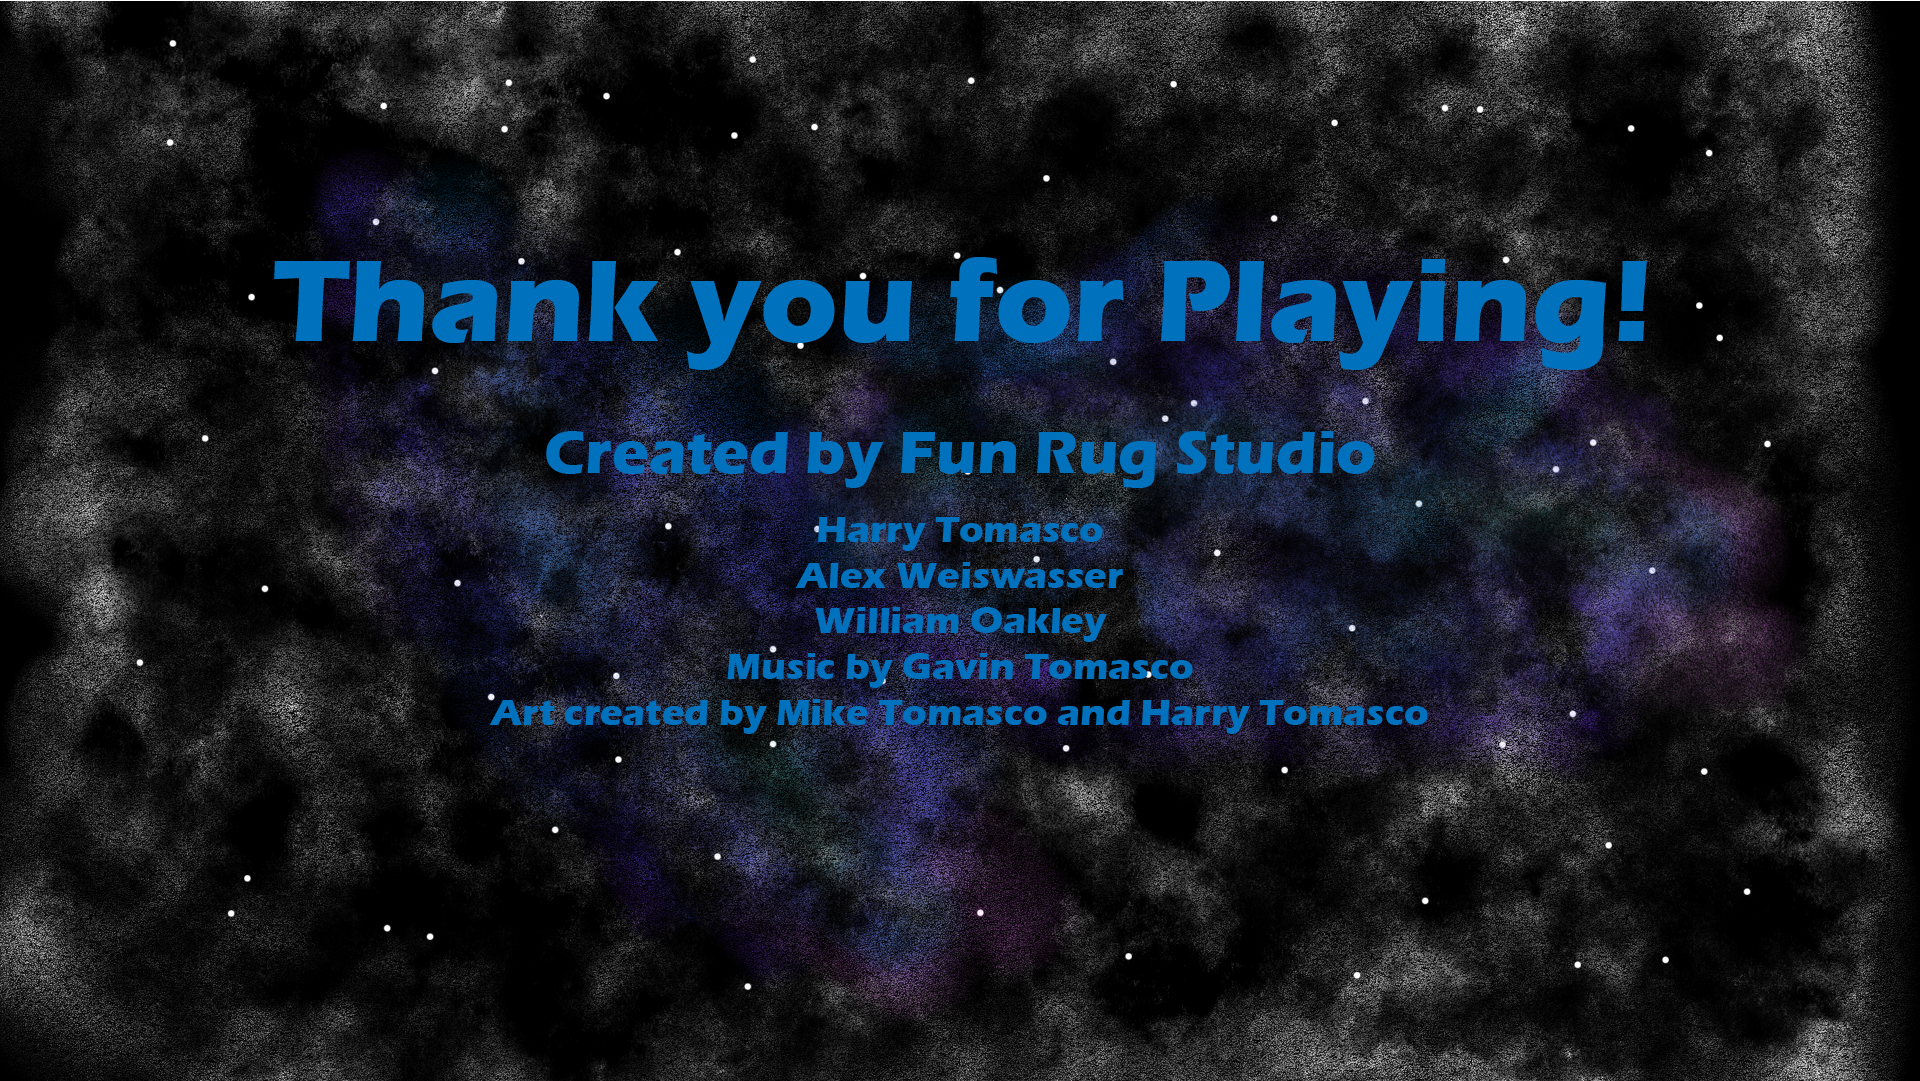 Thank you for Playing!
Created by Fun Rug Studio
Harry Tomasco
Alex Weiswasser
William Oakley
Music by Gavin Tomasco
Art created by Mike Tomasco and Harry Tomasco